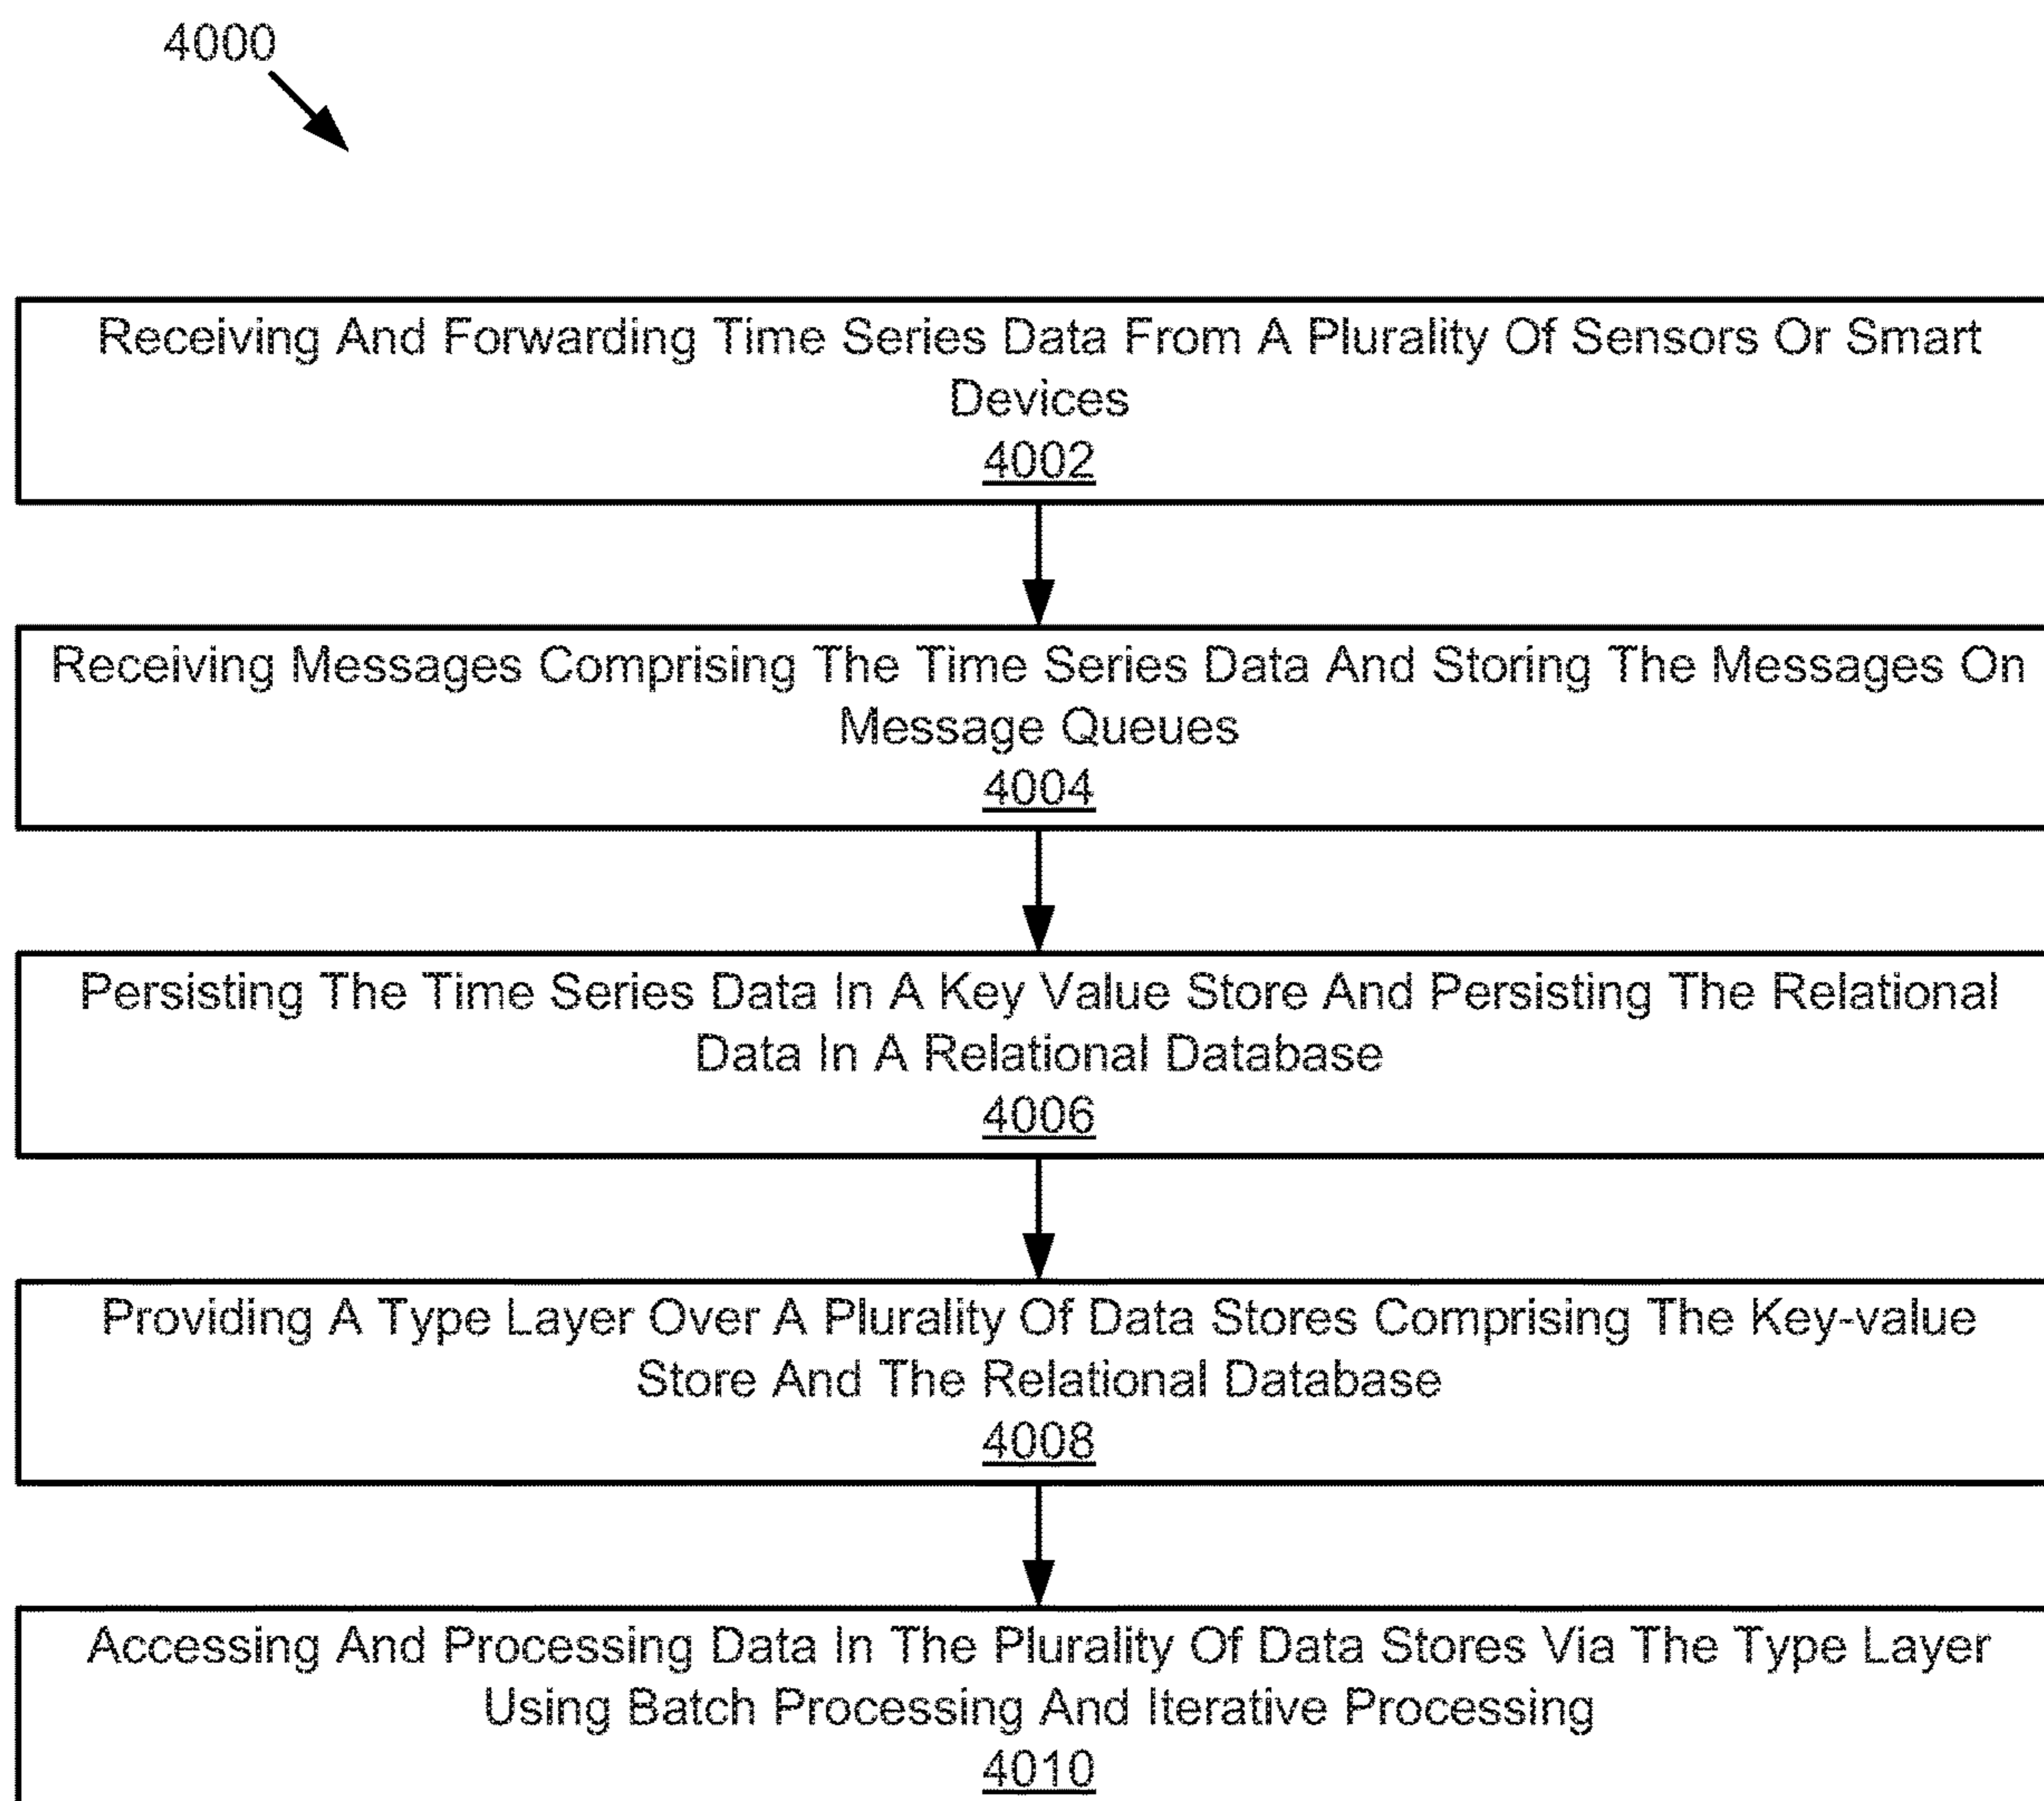 4000
Receiving And Forwarding Time Series Data From A Plurality Of Sensors Or Smart
Devices
4002
Receiving Messages Comprising The Time Series Data And Storing The Messages On
Message Queues
4004
Persisting The Time Series Data In A Key Value Store And Persisting The Relational
Data In A Relational Database
4006
Providing A Type Layer Over A Plurality Of Data Stores Comprising The Key-value
Store And The Relational Database
4008
Accessing And Processing Data In The Plurality Of Data Stores Via The Type Layer
Using Batch Processing And Iterative Processing
4010